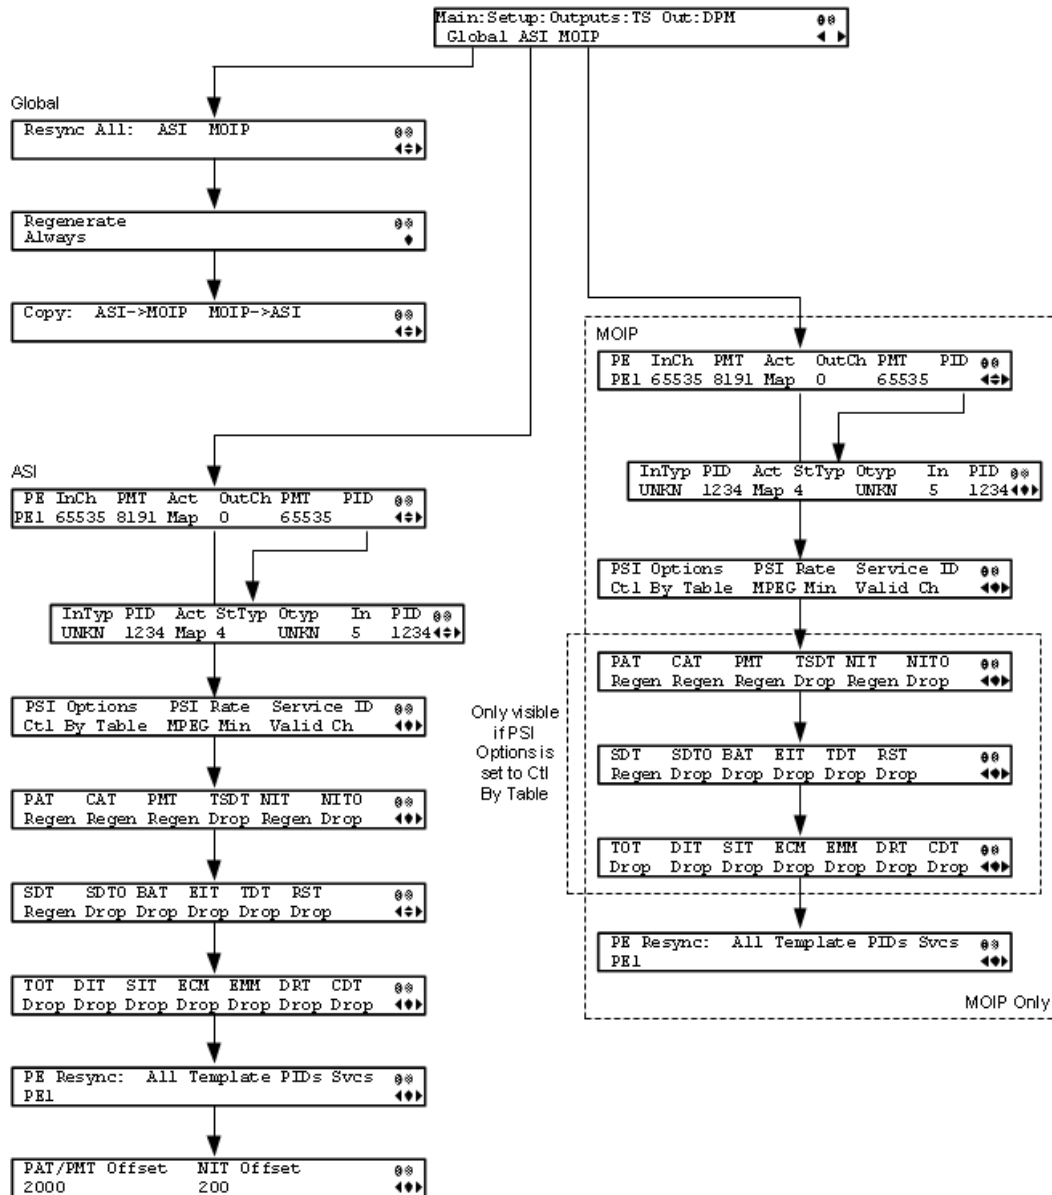 Main:Setup:Outputs:TS Out:DPM
Global ASI MOIP
Global
Resync All: ASI MOIP
Regenerate
Always
Copy: ASI->MOIP MOIP->ASI
ASI
PE InCh PMT Act OutCh PMT PID
PE1 65535 8191 Map 0 65535
InTyp PID Act StTyp Otyp In PID
UNKN 1234 Map 4 UNKN 5 1234
PSI Options PSI Rate Service ID
Ctl By Table MPEG Min Valid Ch
PAT CAT PMT TSDT NIT NITO
Regen Regen Regen Drop Regen Drop
SDT SDTO BAT EIT TDT RST
Regen Drop Drop Drop Drop Drop
TOT DIT SIT ECM EMM DRT CDT
Drop Drop Drop Drop Drop Drop Drop
PE Resync: All Template PIDs Svcs
PE1
PAT/PMT Offset NIT Offset
2000 200
MOIP
PE InCh PMT Act OutCh PMT PID
PE1 65535 8191 Map 0 65535
InTyp PID Act StTyp Otyp In PID
UNKN 1234 Map 4 UNKN 5 1234
PSI Options PSI Rate Service ID
Ctl By Table MPEG Min Valid Ch
Only visible
if PSI
Options is
set to Ctl
By Table
PAT CAT PMT TSDT NIT NITO
Regen Regen Regen Drop Regen Drop
SDT SDTO BAT EIT TDT RST
Regen Drop Drop Drop Drop Drop
TOT DIT SIT ECM EMM DRT CDT
Drop Drop Drop Drop Drop Drop Drop
PE Resync: All Template PIDs Svcs
PE1
MOIP Only